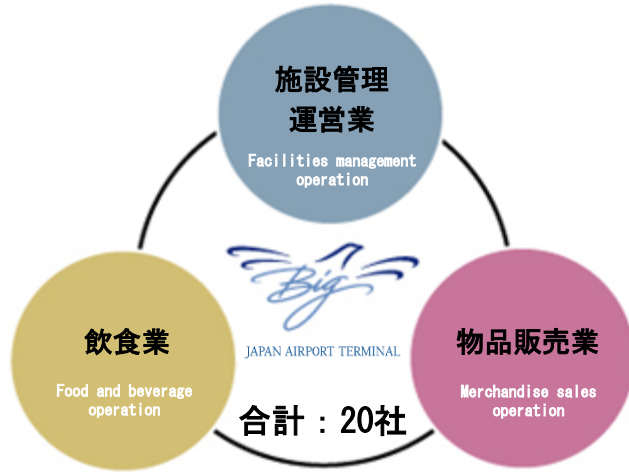 施設管理
運営業
Facilities management
operation
Big
JAPAN AIRPORT TERMINAL
飲食業
Food and beverage
operation
物品販売業
Merchandise sales
operation
合計：20社